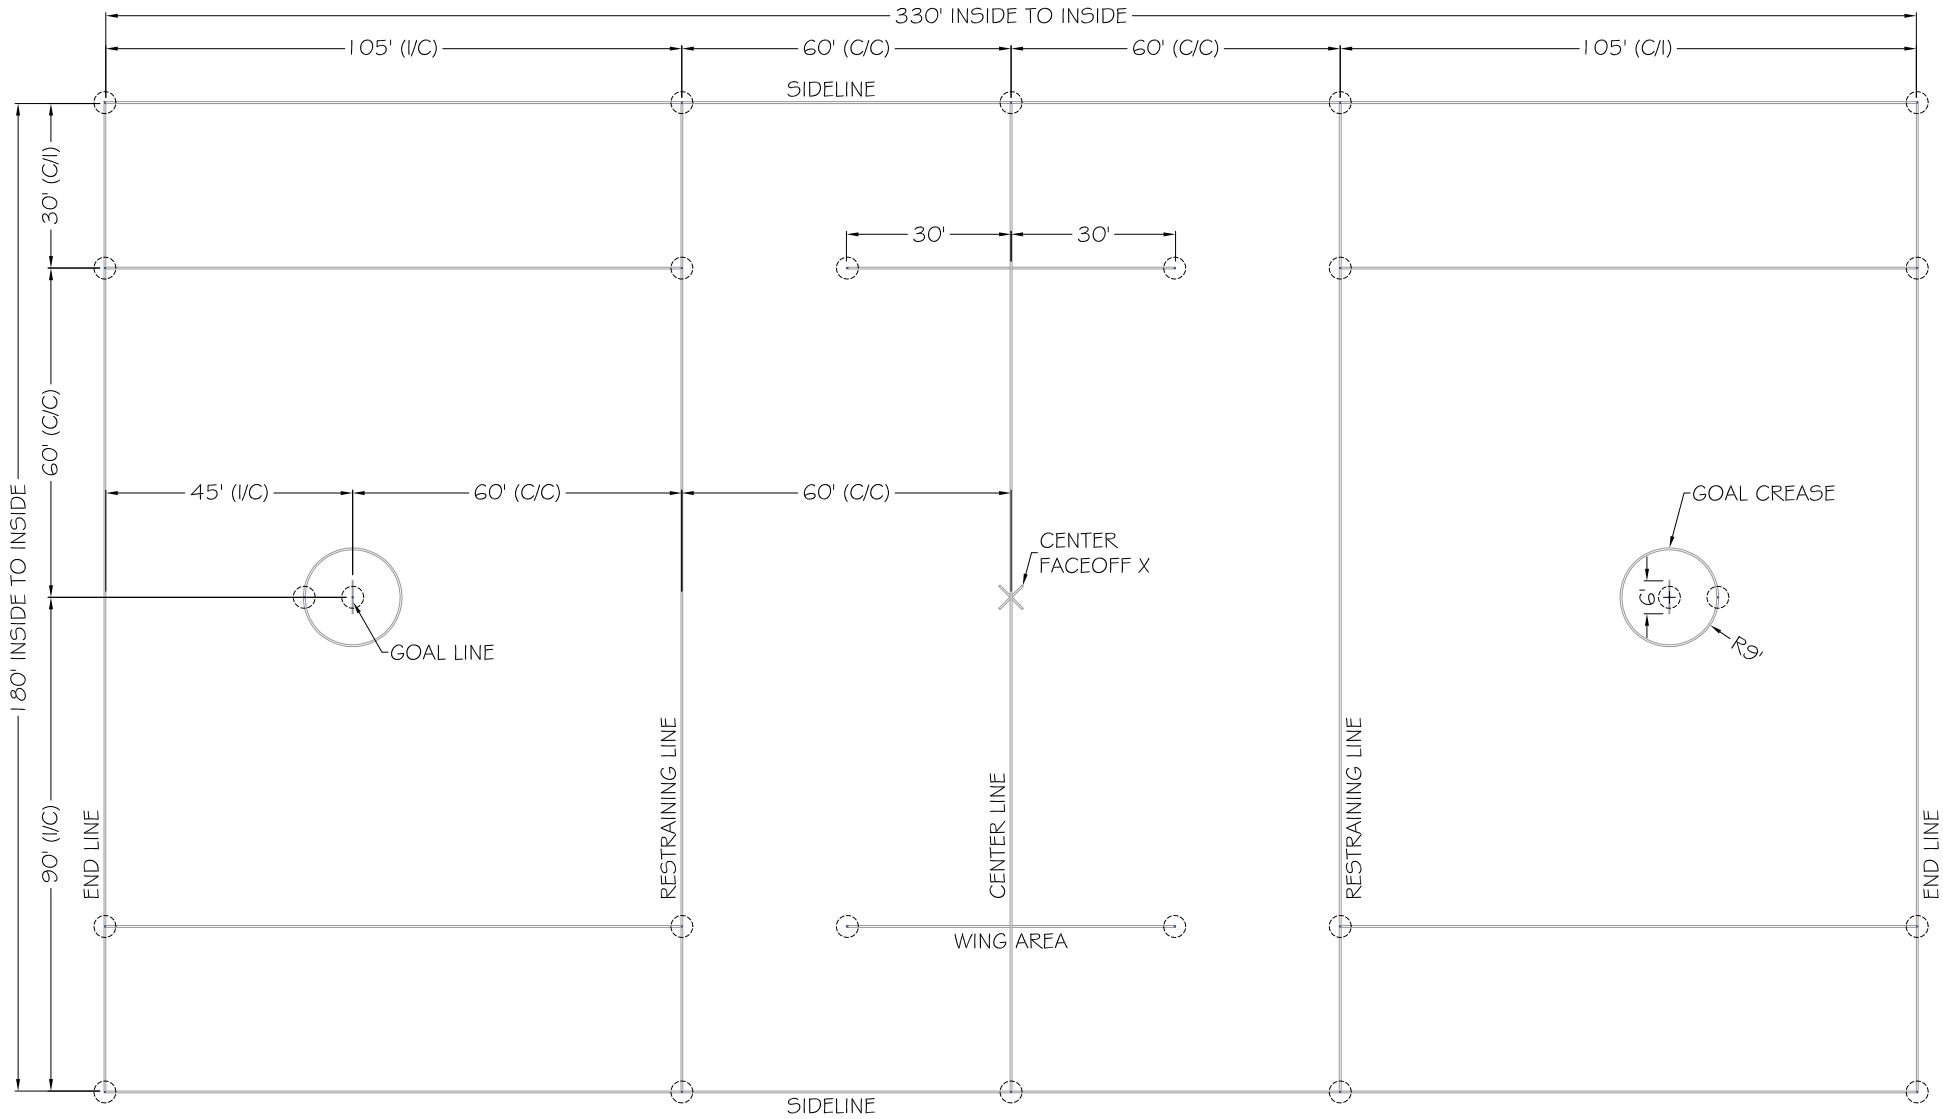 330' INSIDE TO INSIDE
105' (I/C)
60' (C/C)
60' (C/C)
105' (C/I)
SIDELINE
30' (C/I)
30'
30'
60' (C/C)
180' INSIDE TO INSIDE
45' (I/C)
60' (C/C)
60' (C/C)
GOAL CREASE
CENTER
FACEOFF X
6'
GOAL LINE
R9'
90' (I/C)
END LINE
RESTRAINING LINE
CENTER LINE
RESTRAINING LINE
END LINE
WING AREA
SIDELINE